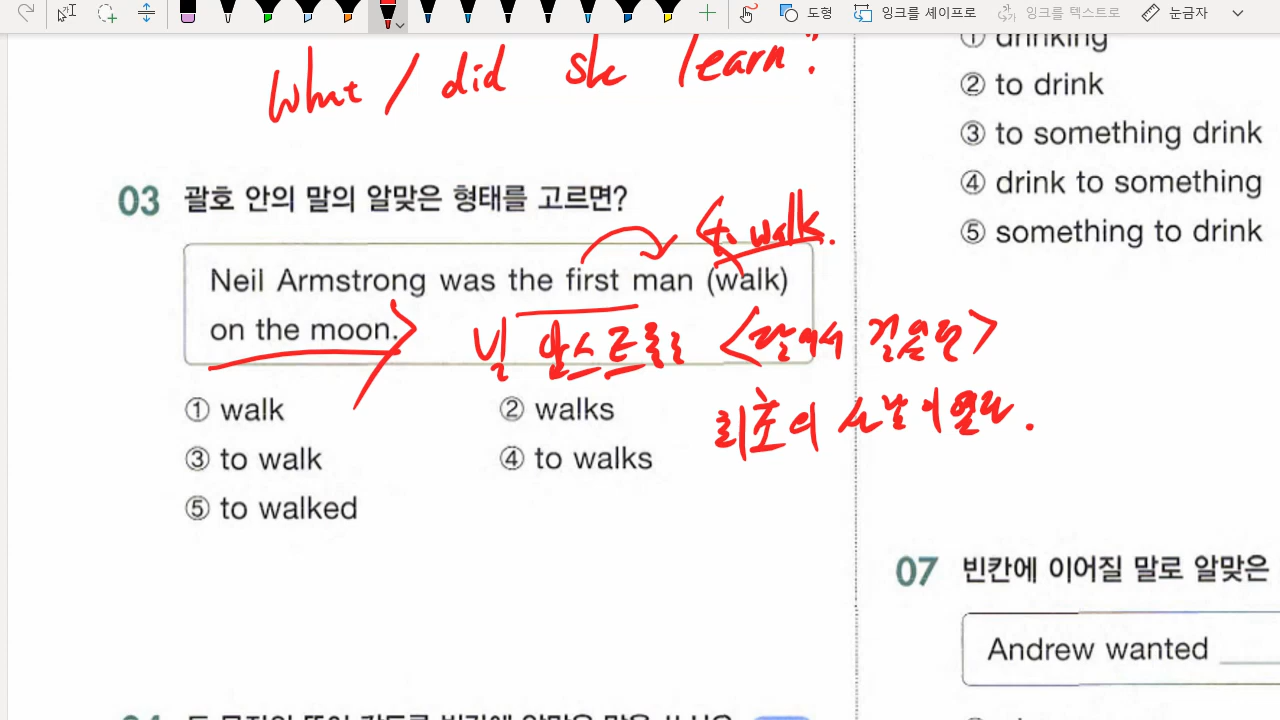 도형
잉크를 셰이프로
잉크를 텍스트로
눈금자
What / did she learn?
03 괄호 안의 말의 알맞은 형태를 고르면?
to walk.
Neil Armstrong was the first man (walk)
on the moon.
닐 암스트롱 <달에서 걸음한>
최초의 사람이었다.
① walk
② walks
③ to walk
④ to walks
⑤ to walked
① drinking
② to drink
③ to something drink
④ drink to something
⑤ something to drink
07 빈칸에 이어질 말로 알맞은
Andrew wanted